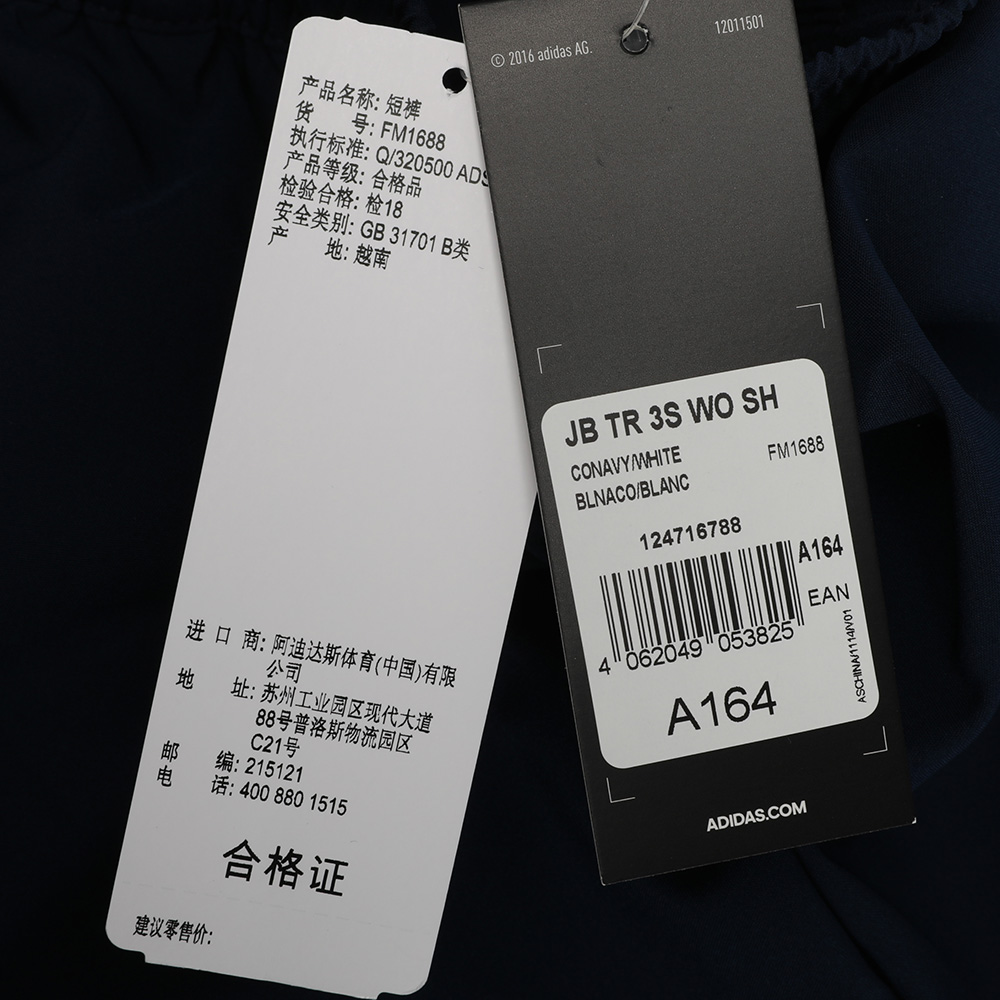 产品名称: 短裤
货 号: FM1688
执行标准: Q/320500 ADS
产品等级: 合格品
检验合格: 检18
安全类别: GB 31701 B类
产 地: 越南
进 口 商: 阿迪达斯体育(中国)有限
公司
地 址: 苏州工业园区现代大道
88号普洛斯物流园区
C21号
邮 编: 215121
电 话: 400 880 1515
合格证
建议零售价:
© 2016 adidas AG.
12011501
JB TR 3S WO SH
CONAVY/WHITE
FM1688
BLNACO/BLANC
124716788
A164
EAN
4 062049 053825
ASCHINA/1114/V01
A164
ADIDAS.COM